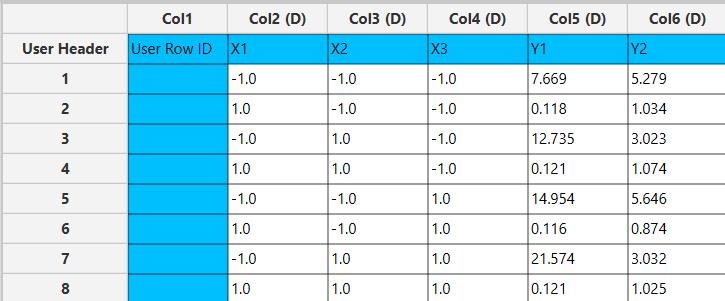 Col1 Col2 (D) Col3 (D) Col4 (D) Col5 (D) Col6 (D)
User Header User Row ID X1 X2 X3 Y1 Y2
1 -1.0 -1.0 -1.0 7.669 5.279
2 1.0 -1.0 -1.0 0.118 1.034
3 -1.0 1.0 -1.0 12.735 3.023
4 1.0 1.0 -1.0 0.121 1.074
5 -1.0 -1.0 1.0 14.954 5.646
6 1.0 -1.0 1.0 0.116 0.874
7 -1.0 1.0 1.0 21.574 3.032
8 1.0 1.0 1.0 0.121 1.025